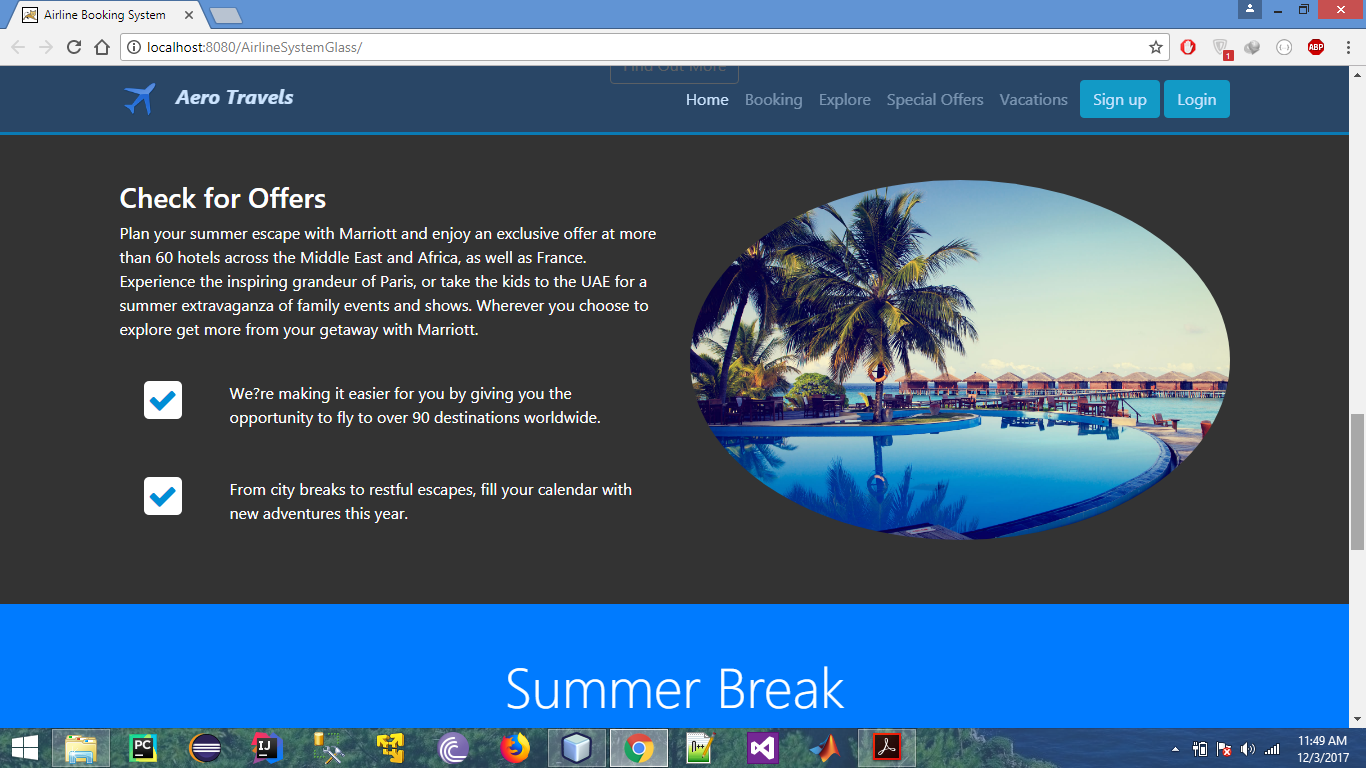 Airline Booking System
localhost:8080/AirlineSystemGlass/
1
ABP
Find Out More
Aero Travels
Home
Booking
Explore
Special Offers
Vacations
Sign up
Login
Check for Offers
Plan your summer escape with Marriott and enjoy an exclusive offer at more
than 60 hotels across the Middle East and Africa, as well as France.
Experience the inspiring grandeur of Paris, or take the kids to the UAE for a
summer extravaganza of family events and shows. Wherever you choose to
explore get more from your getaway with Marriott.
We?re making it easier for you by giving you the
opportunity to fly to over 90 destinations worldwide.
From city breaks to restful escapes, fill your calendar with
new adventures this year.
Summer Break
PC
IJ
11:49 AM
12/3/2017